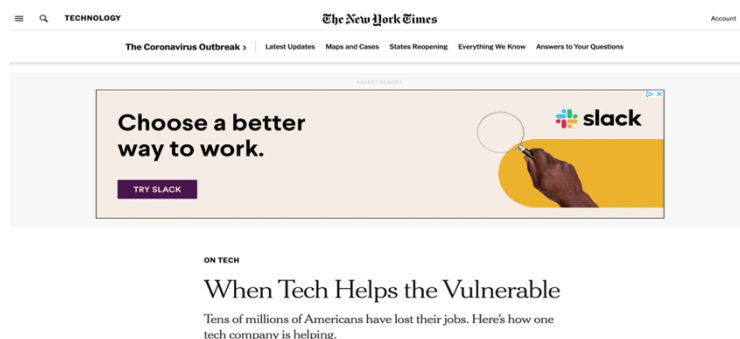 TECHNOLOGY
The New York Times
Account
The Coronavirus Outbreak ›
Latest Updates
Maps and Cases
States Reopening
Everything We Know
Answers to Your Questions
ADVERTISEMENT
Choose a better
way to work.
slack
TRY SLACK
ON TECH
When Tech Helps the Vulnerable
Tens of millions of Americans have lost their jobs. Here's how one
tech company is helping.